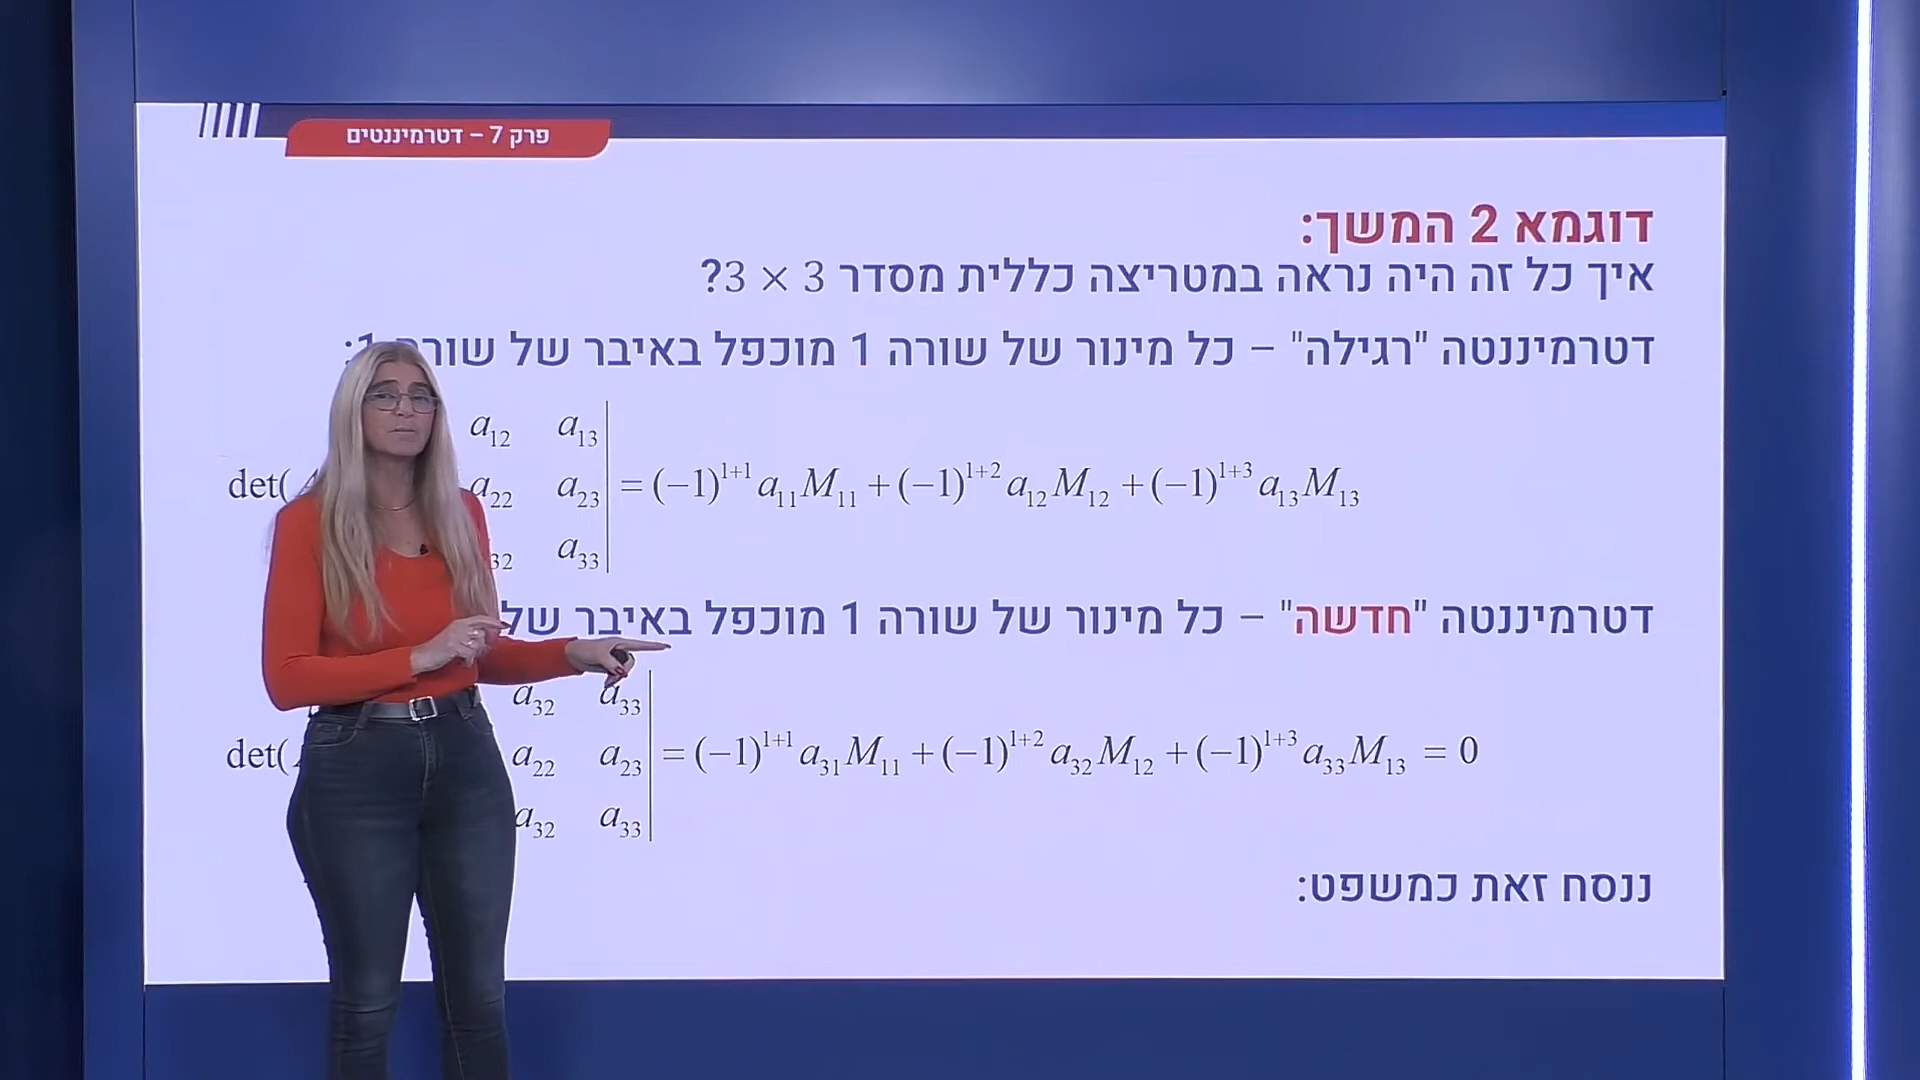 פרק 7 – דטרמיננטים
דוגמא 2 המשך:
איך כל זה היה נראה במטריצה כללית מסדר 3 × 3?
דטרמיננטה "רגילה" – כל מינור של שורה 1 מוכפל באיבר של שורה 1:
a₁₂ a₁₃
det( a₂₂ a₂₃ = (−1)¹⁺¹ a₁₁M₁₁ + (−1)¹⁺² a₁₂M₁₂ + (−1)¹⁺³ a₁₃M₁₃
₃₂ a₃₃
דטרמיננטה "חדשה" – כל מינור של שורה 1 מוכפל באיבר של
a₃₂ a₃₃
det( a₂₂ a₂₃ = (−1)¹⁺¹ a₃₁M₁₁ + (−1)¹⁺² a₃₂M₁₂ + (−1)¹⁺³ a₃₃M₁₃ = 0
a₃₂ a₃₃
ננסח זאת כמשפט: